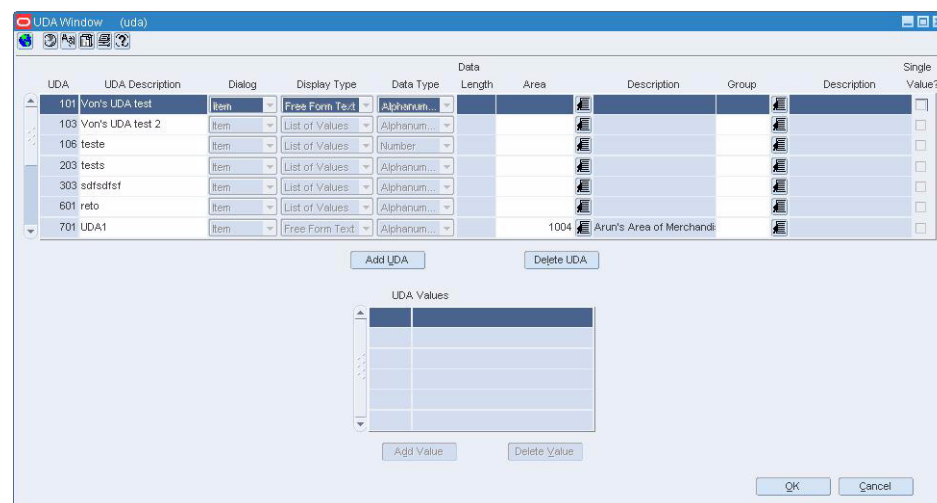 UDA Window (uda)
Data Single
UDA UDA Description Dialog Display Type Data Type Length Area Description Group Description Value?
101 Von's UDA test Item Free Form Text Alphanum...
103 Von's UDA test 2 Item List of Values Alphanum...
106 teste Item List of Values Number
203 tests Item List of Values Alphanum...
303 sdfsdfsf Item List of Values Alphanum...
601 reto Item List of Values Alphanum...
701 UDA1 Item Free Form Text Alphanum... 1004 Arun's Area of Merchandi
Add UDA Delete UDA
UDA Values
Add Value Delete Value
OK Cancel